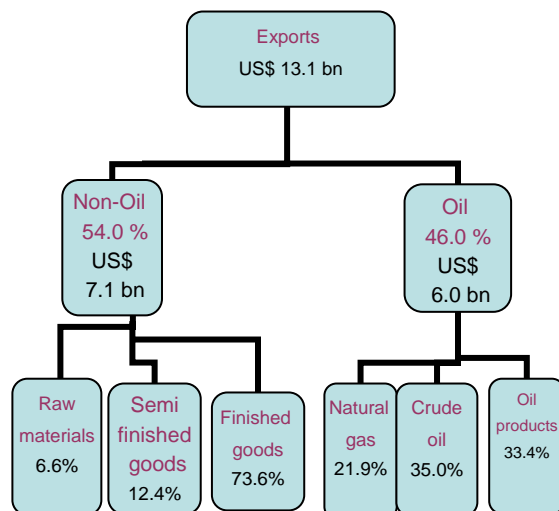 Exports
US$ 13.1 bn
Non-Oil
54.0 %
US$
7.1 bn
Oil
46.0 %
US$
6.0 bn
Raw
materials
6.6%
Semi
finished
goods
12.4%
Finished
goods
73.6%
Natural
gas
21.9%
Crude
oil
35.0%
Oil
products
33.4%